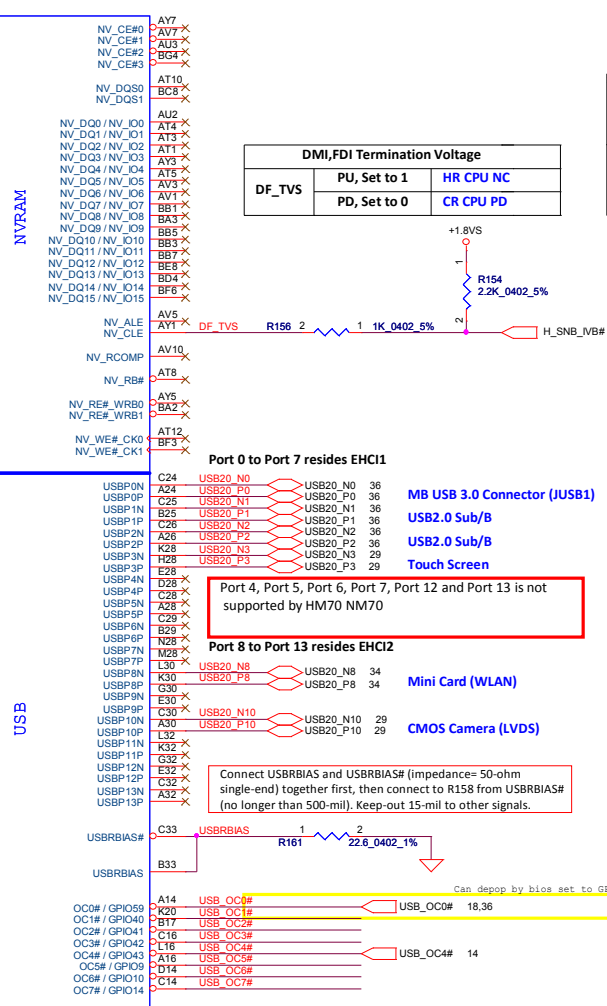 NV_CE#0 AY7
NV_CE#1 AV7
NV_CE#2 AU3
NV_CE#3 BG4
NV_DQS0 AT10
NV_DQS1 BC8
NV_DQ0 / NV_IO0 AU2
NV_DQ1 / NV_IO1 AT4
NV_DQ2 / NV_IO2 AT3
NV_DQ3 / NV_IO3 AT1
NV_DQ4 / NV_IO4 AY3
NV_DQ5 / NV_IO5 AT5
NV_DQ6 / NV_IO6 AV3
NV_DQ7 / NV_IO7 AV1
NV_DQ8 / NV_IO8 BB1
NV_DQ9 / NV_IO9 BA3
NV_DQ10 / NV_IO10 BB5
NV_DQ11 / NV_IO11 BB3
NV_DQ12 / NV_IO12 BB7
NV_DQ13 / NV_IO13 BE8
NV_DQ14 / NV_IO14 BD4
NV_DQ15 / NV_IO15 BF6
NVRAM
DMI,FDI Termination Voltage
DF_TVS
PU, Set to 1 HR CPU NC
PD, Set to 0 CR CPU PD
+1.8VS
1
R154
2.2K_0402_5%
2
NV_ALE AV5
NV_CLE AY1 DF_TVS R156 2 1 1K_0402_5% H_SNB_IVB#
NV_RCOMP AV10
NV_RB# AT8
NV_RE#_WRB0 AY5
NV_RE#_WRB1 BA2
NV_WE#_CK0 AT12
NV_WE#_CK1 BF3
Port 0 to Port 7 resides EHCI1
USBP0N C24 USB20_N0 USB20_N0 36
USBP0P A24 USB20_P0 USB20_P0 36 MB USB 3.0 Connector (JUSB1)
USBP1N C25 USB20_N1 USB20_N1 36
USBP1P B25 USB20_P1 USB20_P1 36 USB2.0 Sub/B
USBP2N C26 USB20_N2 USB20_N2 36
USBP2P A26 USB20_P2 USB20_P2 36 USB2.0 Sub/B
USBP3N K28 USB20_N3 USB20_N3 29
USBP3P H28 USB20_P3 USB20_P3 29 Touch Screen
USBP4N E28
USBP4P D28
USBP5N C28
USBP5P A28
USBP6N C29
USBP6P B29
USBP7N N28
USBP7P M28
Port 4, Port 5, Port 6, Port 7, Port 12 and Port 13 is not
supported by HM70 NM70
Port 8 to Port 13 resides EHCI2
USBP8N L30 USB20_N8 USB20_N8 34
USBP8P K30 USB20_P8 USB20_P8 34 Mini Card (WLAN)
USBP9N G30
USBP9P E30
USBP10N C30 USB20_N10 USB20_N10 29
USBP10P A30 USB20_P10 USB20_P10 29 CMOS Camera (LVDS)
USBP11N L32
USBP11P K32
USBP12N G32
USBP12P E32
USBP13N C32
USBP13P A32
USB
Connect USBRBIAS and USBRBIAS# (impedance= 50-ohm
single-end) together first, then connect to R158 from USBRBIAS#
(no longer than 500-mil). Keep-out 15-mil to other signals.
USBRBIAS# C33 USBRBIAS R161 1 2 22.6_0402_1%
USBRBIAS B33
Can depop by bios set to GP
OC0# / GPIO59 A14 USB_OC0# USB_OC0# 18,36
OC1# / GPIO40 K20 USB_OC1#
OC2# / GPIO41 B17 USB_OC2#
OC3# / GPIO42 C16 USB_OC3#
OC4# / GPIO43 L16 USB_OC4# USB_OC4# 14
OC5# / GPIO9 A16 USB_OC5#
OC6# / GPIO10 D14 USB_OC6#
OC7# / GPIO14 C14 USB_OC7#